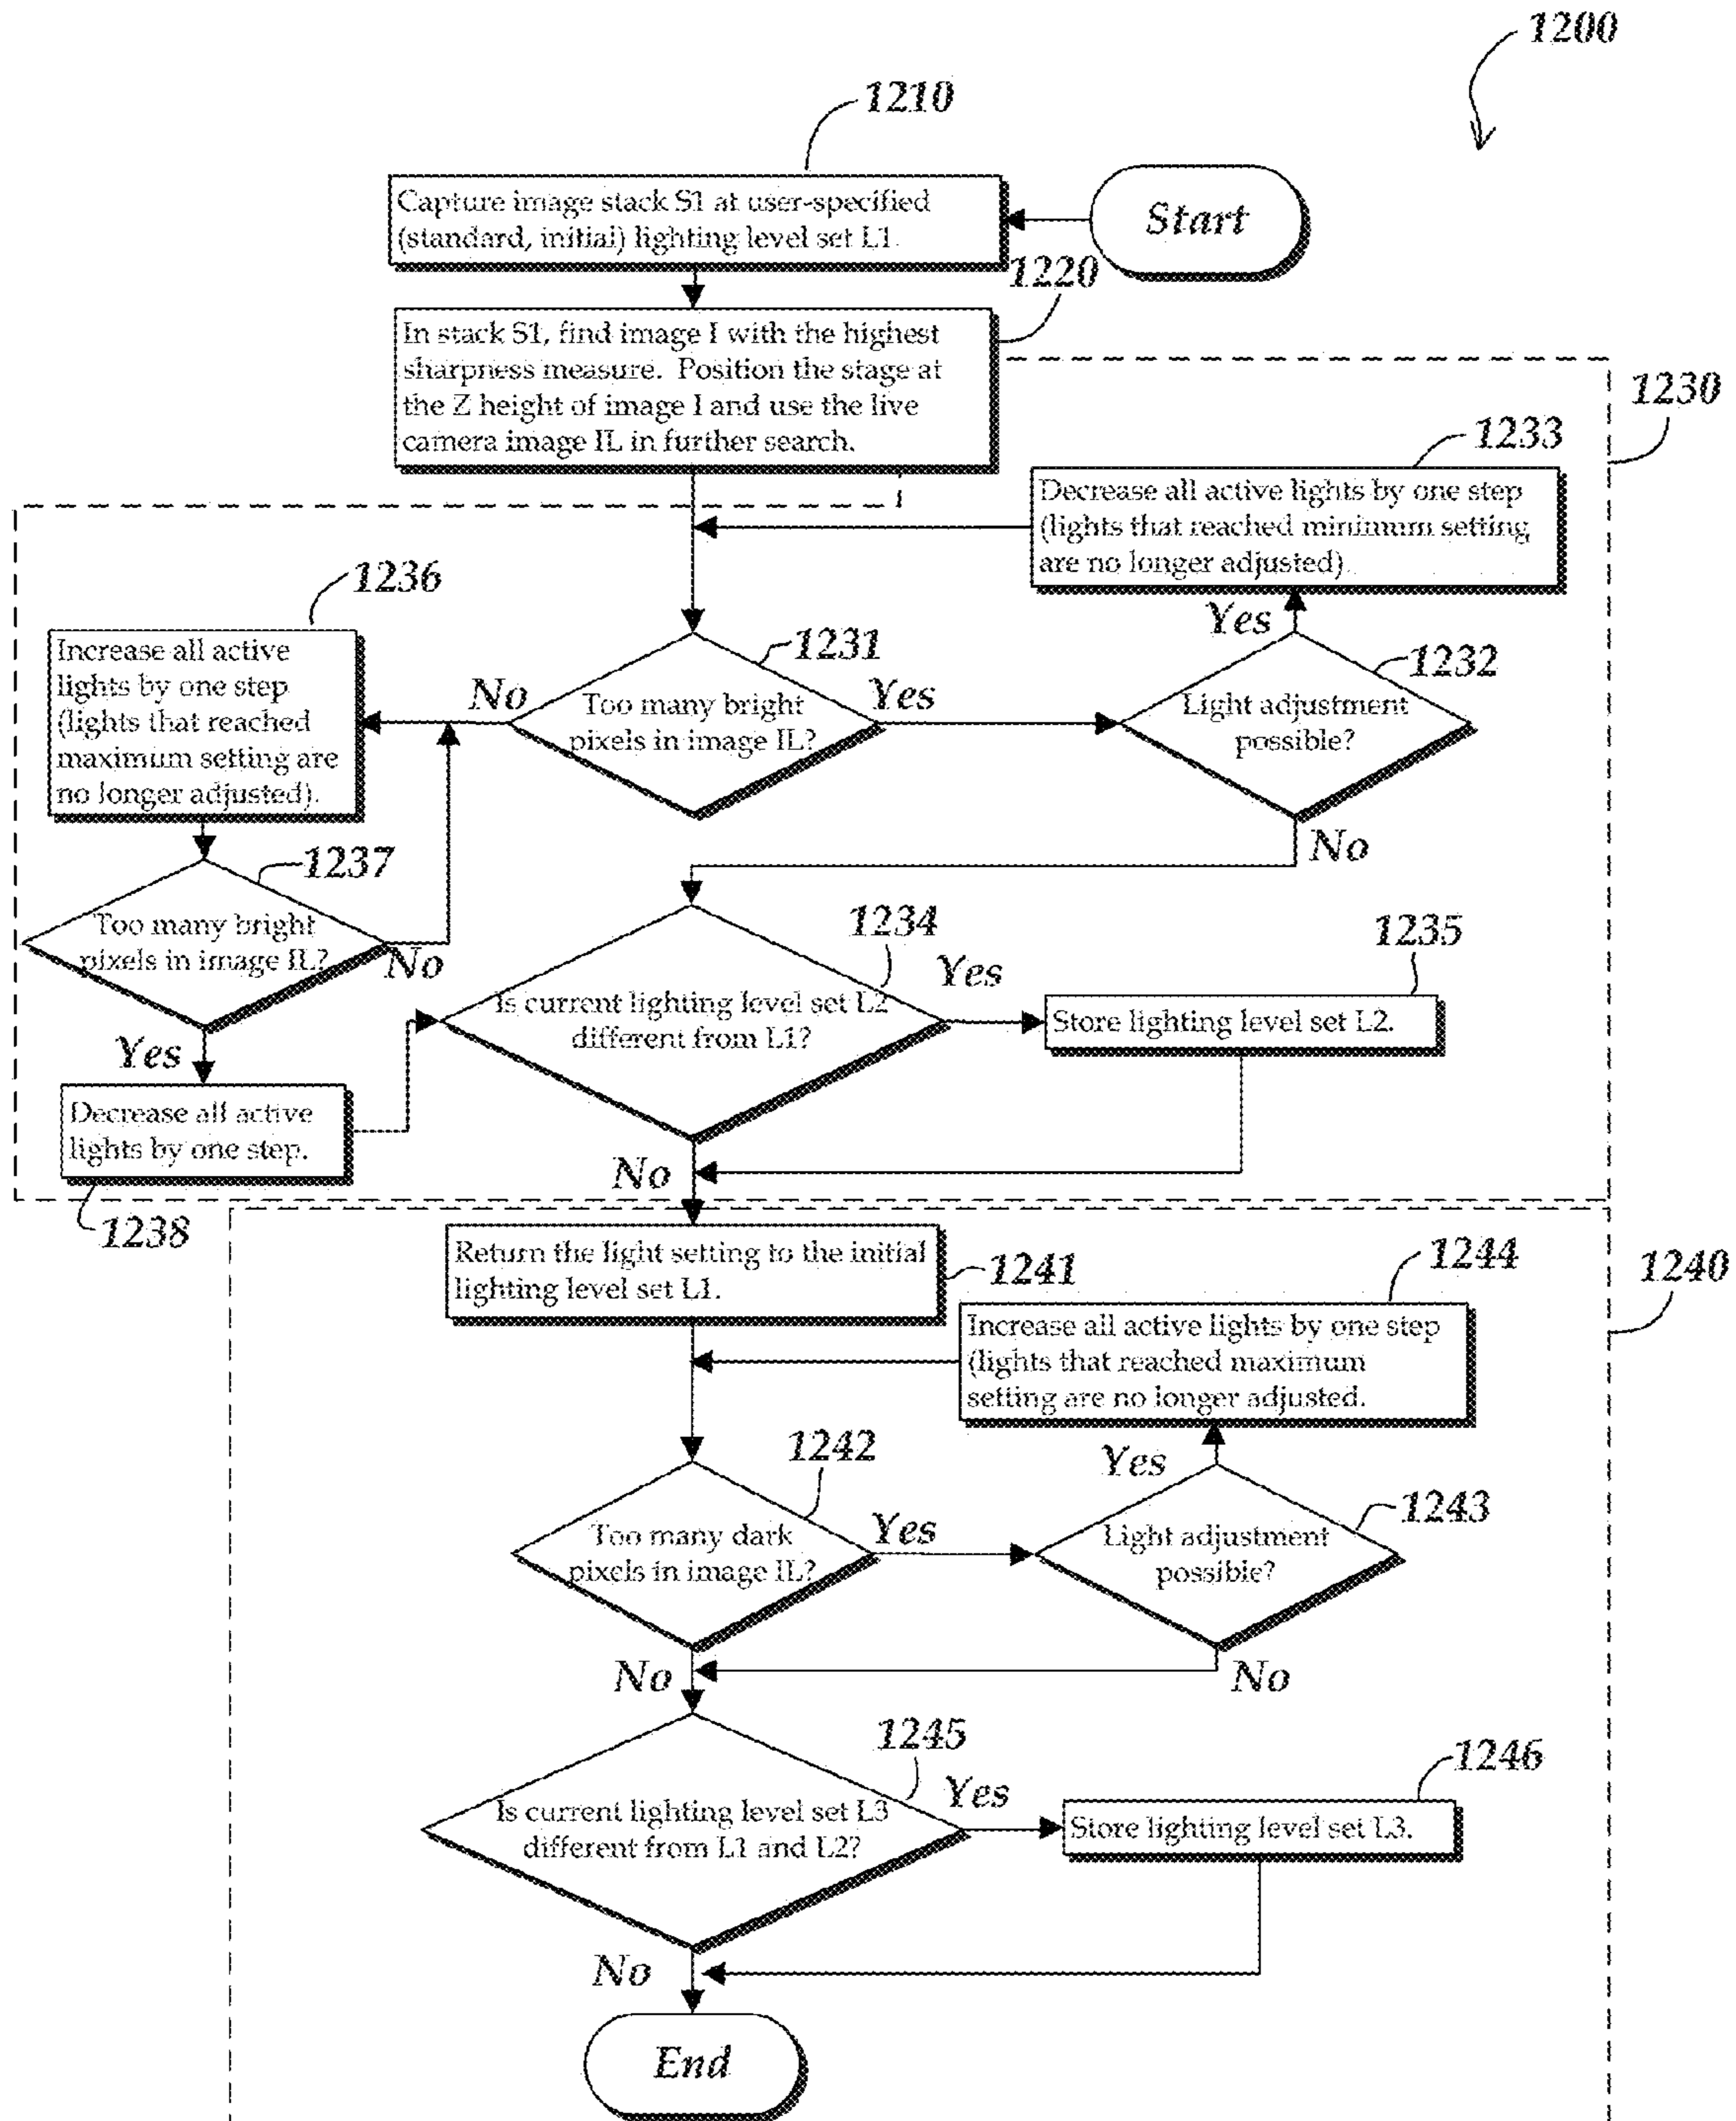 1200
1210
Capture image stack S1 at user-specified
(standard, initial) lighting level set L1.
Start
1220
In stack S1, find image I with the highest
sharpness measure. Position the stage at
the Z height of image I and use the live
camera image IL in further search.
1230
1233
Decrease all active lights by one step
(lights that reached minimum setting
are no longer adjusted).
1236
Increase all active
lights by one step
(lights that reached
maximum setting are
no longer adjusted).
1231
Too many bright
pixels in image IL?
No
Yes
1232
Light adjustment
possible?
Yes
No
1237
Too many bright
pixels in image IL?
No
Yes
1234
Is current lighting level set L2
different from L1?
Yes
1235
Store lighting level set L2.
Decrease all active
lights by one step.
1238
No
Return the light setting to the initial
lighting level set L1.
1241
1244
1240
Increase all active lights by one step
(lights that reached maximum
setting are no longer adjusted.
1242
Too many dark
pixels in image IL?
Yes
Yes
1243
Light adjustment
possible?
No
No
1245
Is current lighting level set L3
different from L1 and L2?
Yes
1246
Store lighting level set L3.
No
End